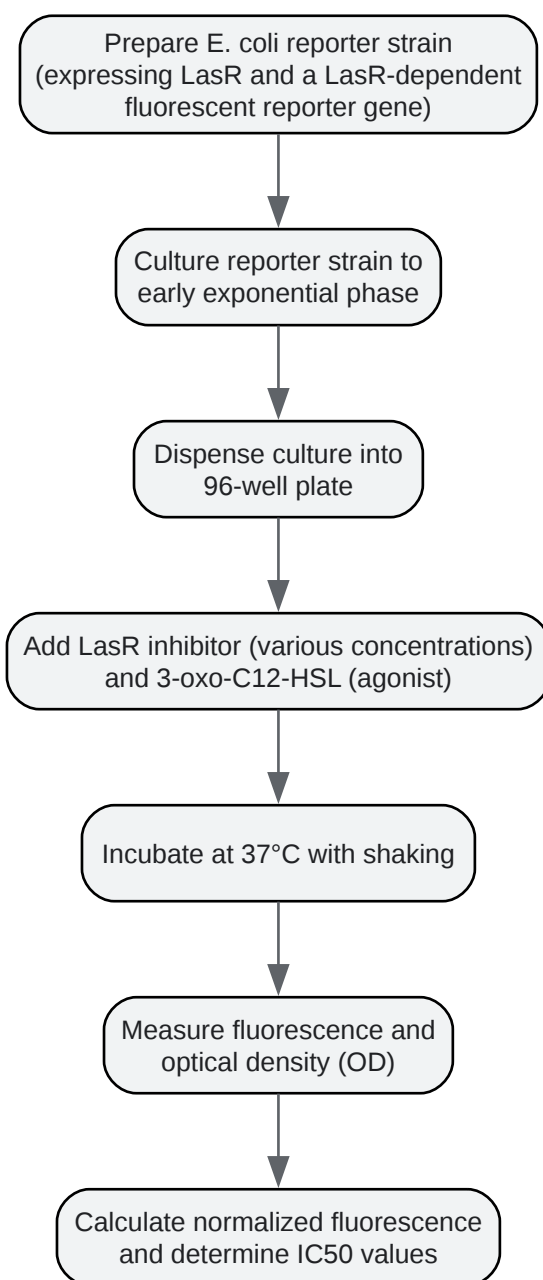 Prepare E. coli reporter strain
(expressing LasR and a LasR-dependent
fluorescent reporter gene)
Culture reporter strain to
early exponential phase
Dispense culture into
96-well plate
Add LasR inhibitor (various concentrations)
and 3-oxo-C12-HSL (agonist)
Incubate at 37°C with shaking
Measure fluorescence and
optical density (OD)
Calculate normalized fluorescence
and determine IC50 values